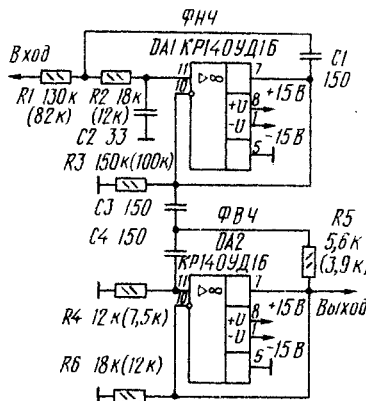 ФНЧ
Вход
DA1 КР140УД1Б
C1
150
R1 130к
(82к)
R2 18к
(12к)
11
10
▷∞
7
+U
8
+15В
-U
1
-15В
5
C2 33
R3 150к(100к)
C3 150
ФВЧ
C4 150
DA2
КР140УД1Б
R5
5,6к
(3,9к)
11
10
▷∞
7
+U
8
+15В
Выход
-U
1
-15В
5
R4 12к(7,5к)
R6 18к(12к)